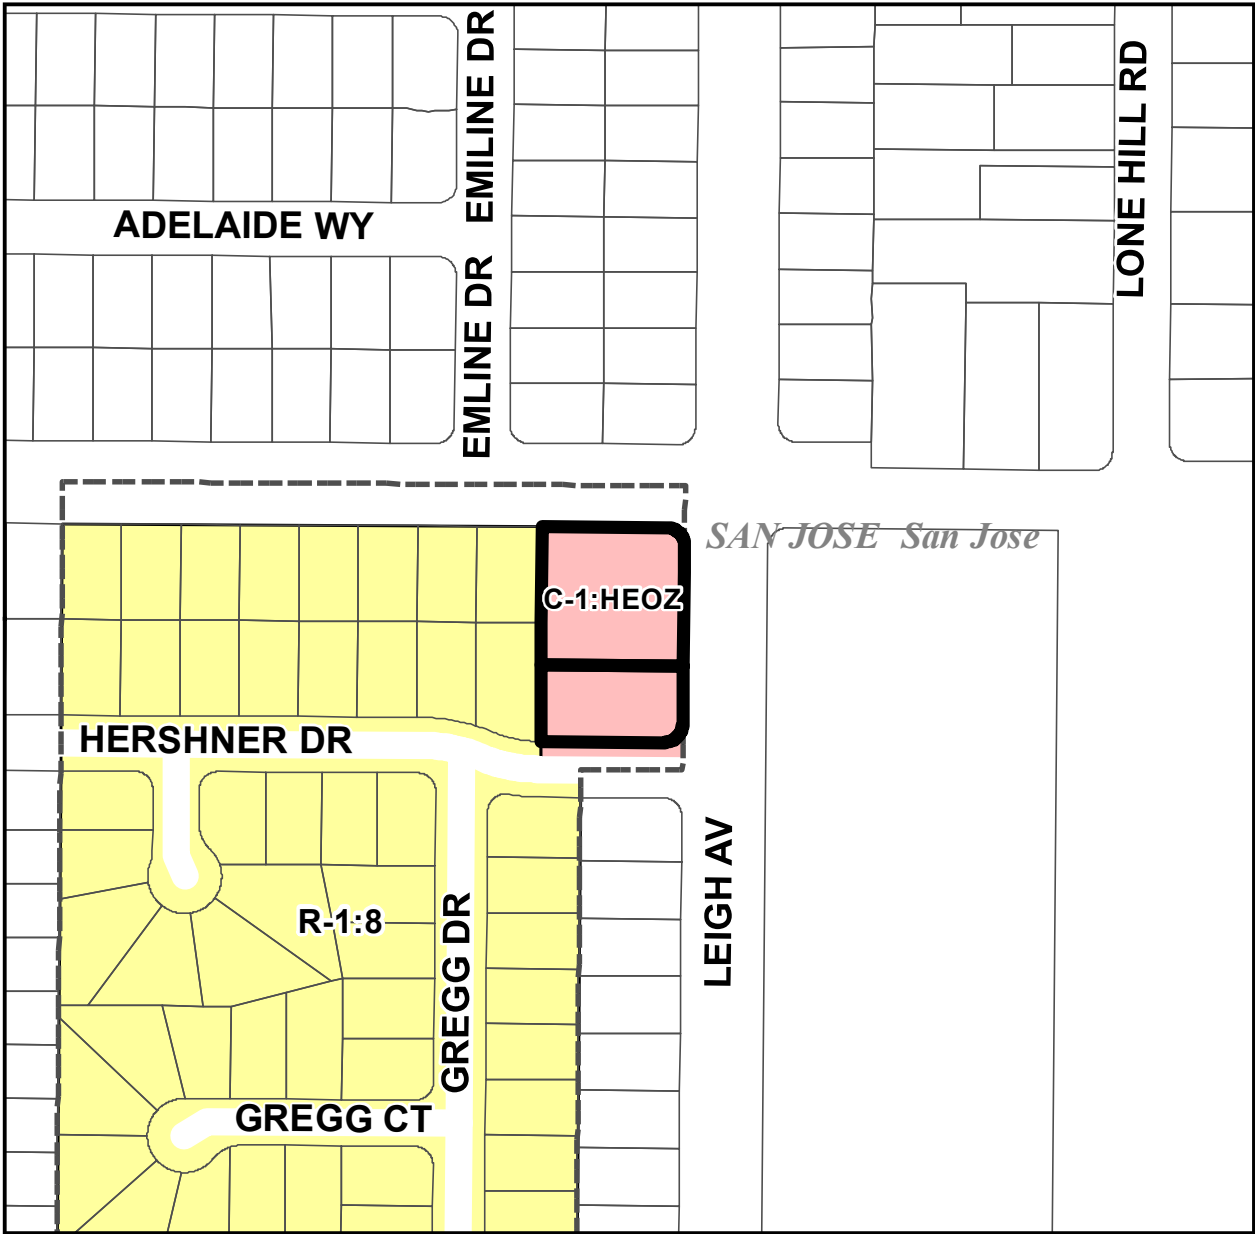 EMILINE DR
LONE HILL RD
ADELAIDE WY
EMLINE DR
SAN JOSE San Jose
C-1:HEOZ
HERSHNER DR
LEIGH AV
R-1:8
GREGG DR
GREGG CT